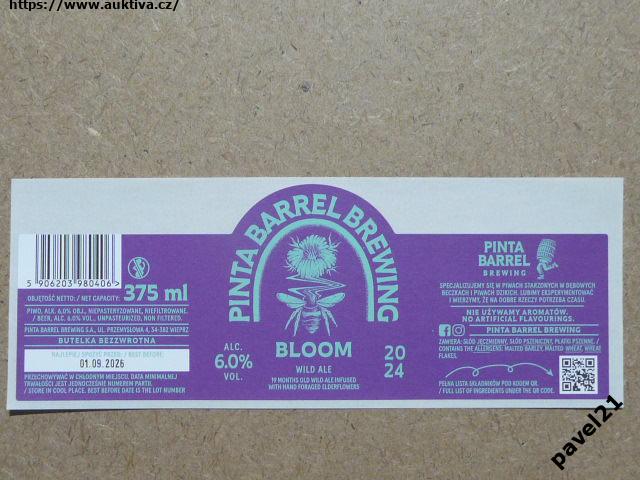 https://www.auktiva.cz/
5 906203 980406 >
OBJĘTOŚĆ NETTO: / NET CAPACITY: 375 ml
PIWO, ALK. 6.0% OBJ., NIEPASTERYZOWANE, NIEFILTROWANE.
/ BEER, ALC. 6.0% VOL., UNPASTEURIZED, NON FILTERED.
PINTA BARREL BREWING S.A., UL. PRZEMYSŁOWA 4, 34-382 WIEPRZ
BUTELKA BEZZWROTNA
NAJLEPIEJ SPOŻYĆ PRZED: / BEST BEFORE:
01.09.2026
PRZECHOWYWAĆ W CHŁODNYM MIEJSCU. DATA MINIMALNEJ
TRWAŁOŚCI JEST JEDNOCZEŚNIE NUMEREM PARTII.
/ STORE IN COOL PLACE. BEST BEFORE DATE IS THE LOT NUMBER
PINTA BARREL BREWING
ALC.
6.0%
VOL.
BLOOM
WILD ALE
19 MONTHS OLD WILD ALE INFUSED
WITH HAND FORAGED ELDERFLOWERS
20
24
PINTA
BARREL
BREWING
SPECJALIZUJEMY SIĘ W PIWACH STARZONYCH W DĘBOWYCH
BECZKACH I PIWACH DZIKICH. LUBIMY EKSPERYMENTOWAĆ
I MIERZYMY, ŻE NA DOBRE RZECZY POTRZEBA CZASU.
NIE UŻYWAMY AROMATÓW.
NO ARTIFICIAL FLAVOURINGS.
PINTA BARREL BREWING
ZAWIERA: SŁÓD JĘCZMIENNY, SŁÓD PSZENICZNY, PŁATKI PSZENNE. /
CONTAINS THE ALLERGENS: MALTED BARLEY, MALTED WHEAT, WHEAT
FLAKES.
PEŁNA LISTA SKŁADNIKÓW POD KODEM QR.
/ FULL LIST OF INGREDIENTS UNDER THE QR CODE.
pavel21